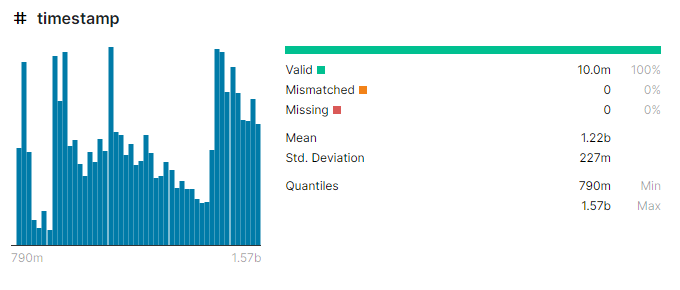 # timestamp
790m 1.57b
Valid 10.0m 100%
Mismatched 0 0%
Missing 0 0%
Mean 1.22b
Std. Deviation 227m
Quantiles 790m Min
1.57b Max